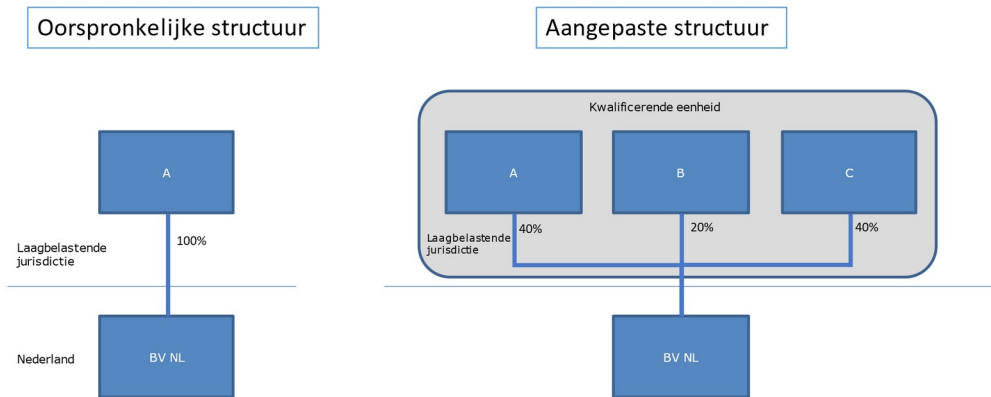 Oorspronkelijke structuur
A
100%
Laagbelastende
jurisdictie
Nederland
BV NL
Aangepaste structuur
Kwalificerende eenheid
A
B
C
40%
20%
40%
Laagbelastende
jurisdictie
BV NL